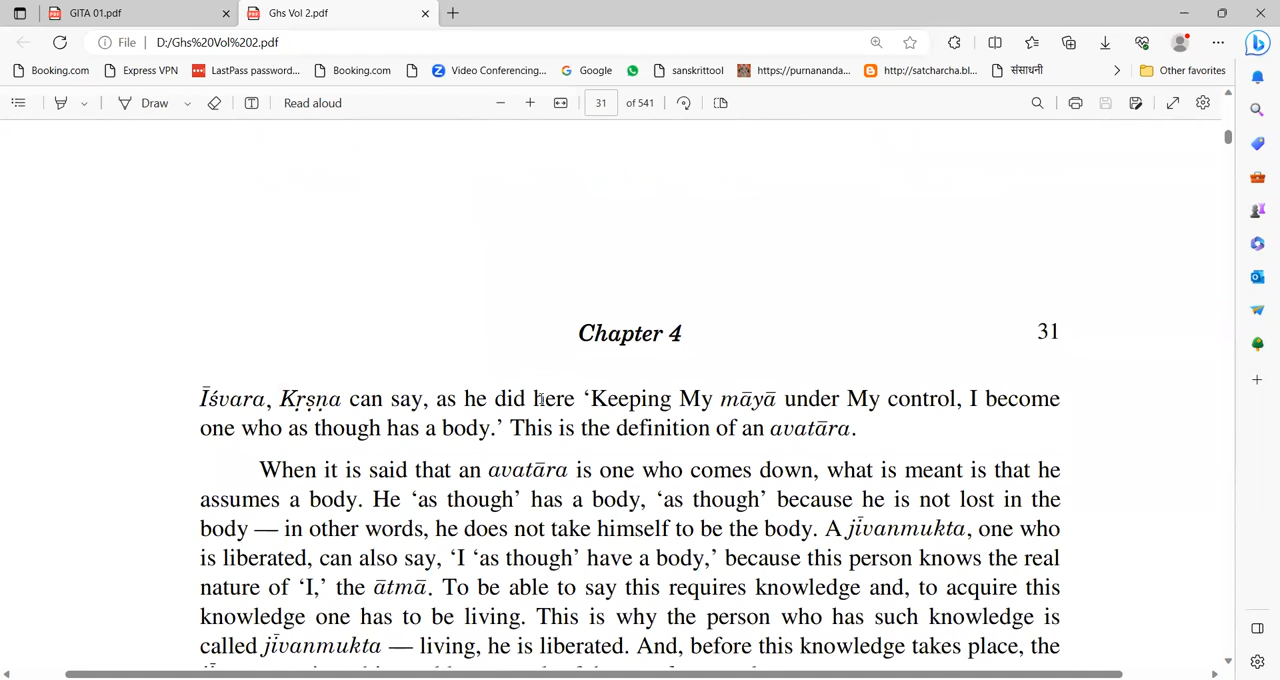 GITA 01.pdf
Ghs Vol 2.pdf
File D:/Ghs%20Vol%202.pdf
Booking.com Express VPN LastPass password... Booking.com Video Conferencing... Google sanskrittool https://purnananda... http://satcharcha.bl... संसाधनी Other favorites
Draw Read aloud 31 of 541
Chapter 4 31
Īśvara, Kṛṣṇa can say, as he did here ‘Keeping My māyā under My control, I become
one who as though has a body.’ This is the definition of an avatāra.
When it is said that an avatāra is one who comes down, what is meant is that he
assumes a body. He ‘as though’ has a body, ‘as though’ because he is not lost in the
body — in other words, he does not take himself to be the body. A jīvanmukta, one who
is liberated, can also say, ‘I ‘as though’ have a body,’ because this person knows the real
nature of ‘I,’ the ātmā. To be able to say this requires knowledge and, to acquire this
knowledge one has to be living. This is why the person who has such knowledge is
called jīvanmukta — living, he is liberated. And, before this knowledge takes place, the